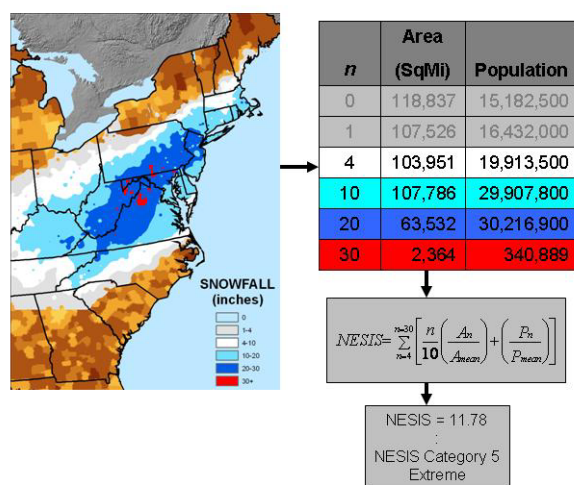 SNOWFALL
(inches)
0
1-4
4-10
10-20
20-30
30+
n Area (SqMi) Population
0 118,837 15,182,500
1 107,526 16,432,000
4 103,951 19,913,500
10 107,786 29,907,800
20 63,532 30,216,900
30 2,364 340,889
NESIS= n=30 ∑ n=4 [n/10 (An/Amean) + (Pn/Pmean)]
NESIS = 11.78
:
NESIS Category 5
Extreme